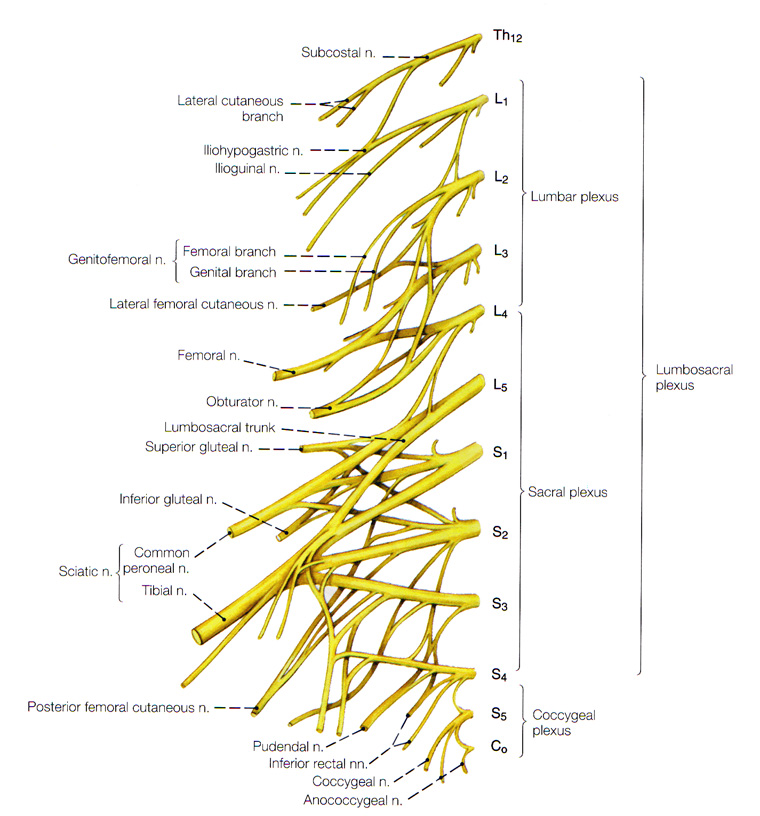 Th12
Subcostal n.
Lateral cutaneous
branch
L1
Iliohypogastric n.
Ilioguinal n.
L2
Lumbar plexus
Genitofemoral n.
Femoral branch
Genital branch
L3
Lateral femoral cutaneous n.
L4
Femoral n.
Lumbosacral
plexus
L5
Obturator n.
Lumbosacral trunk
Superior gluteal n.
S1
Inferior gluteal n.
Sacral plexus
S2
Sciatic n.
Common
peroneal n.
Tibial n.
S3
S4
Posterior femoral cutaneous n.
S5
Coccygeal
plexus
Pudendal n.
Co
Inferior rectal nn.
Coccygeal n.
Anococcygeal n.